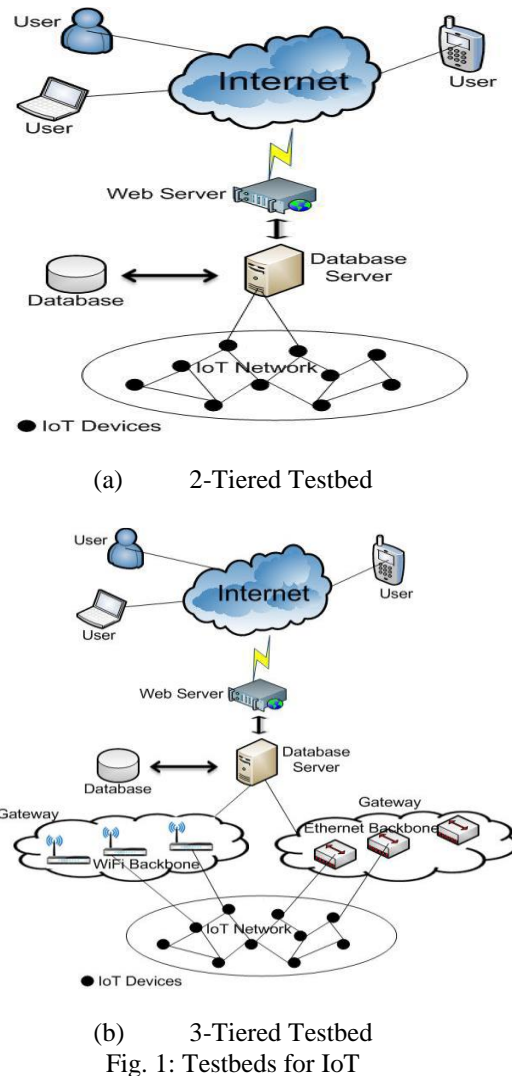 User
Internet
User
User
Web Server
Database
Server
Database
IoT Network
IoT Devices
(a) 2-Tiered Testbed
User
Internet
User
User
Web Server
Database
Server
Database
Gateway
Gateway
Ethernet Backbone
WiFi Backbone
IoT Network
IoT Devices
(b) 3-Tiered Testbed
Fig. 1: Testbeds for IoT